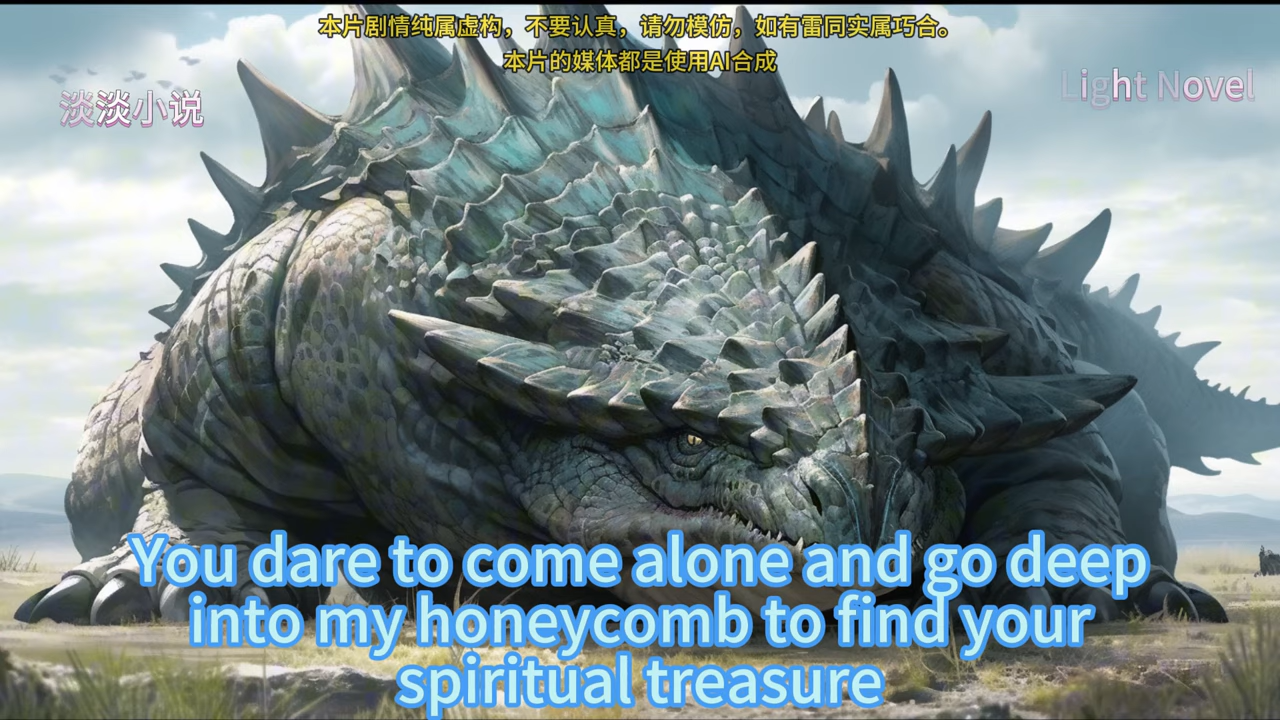 本片剧情纯属虚构，不要认真，请勿模仿，如有雷同实属巧合。
本片的媒体都是使用AI合成
淡淡小说
Light Novel
You dare to come alone and go deep
into my honeycomb to find your
spiritual treasure